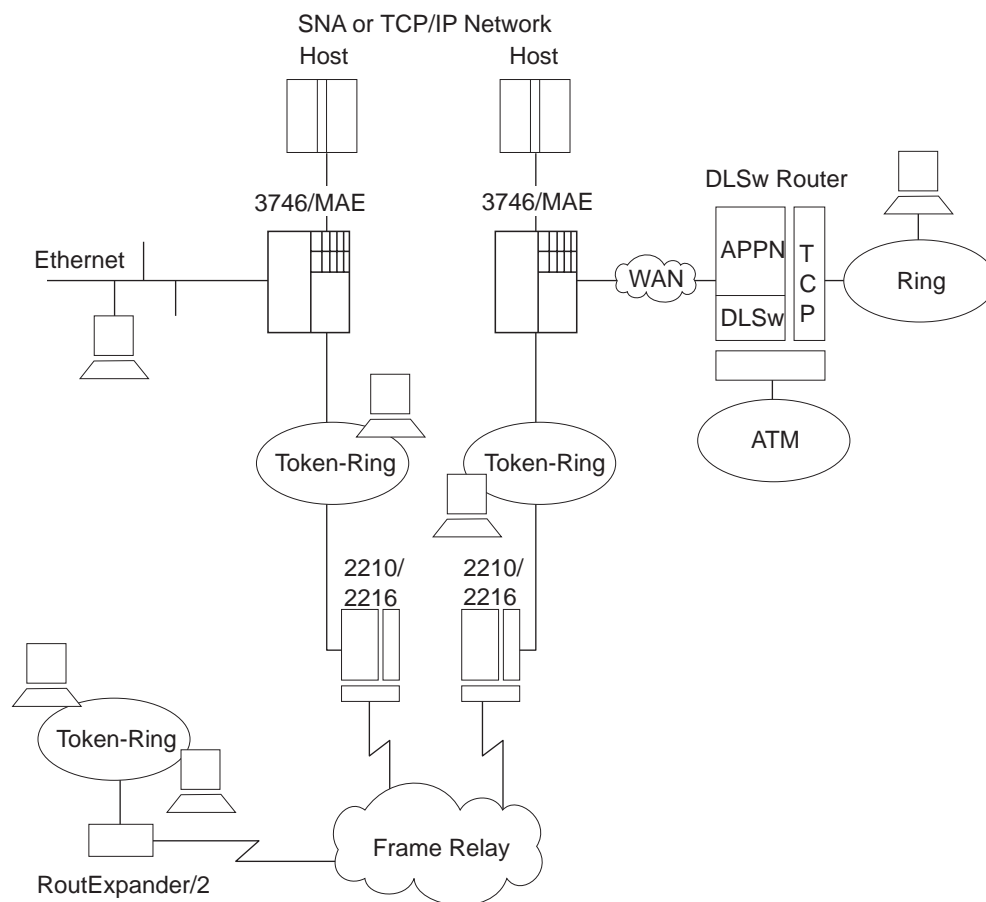 SNA or TCP/IP Network
Host
Host
3746/MAE
3746/MAE
DLSw Router
Ethernet
WAN
APPN
DLSw
T
C
P
Ring
ATM
Token-Ring
Token-Ring
2210/
2216
2210/
2216
Token-Ring
Frame Relay
RoutExpander/2